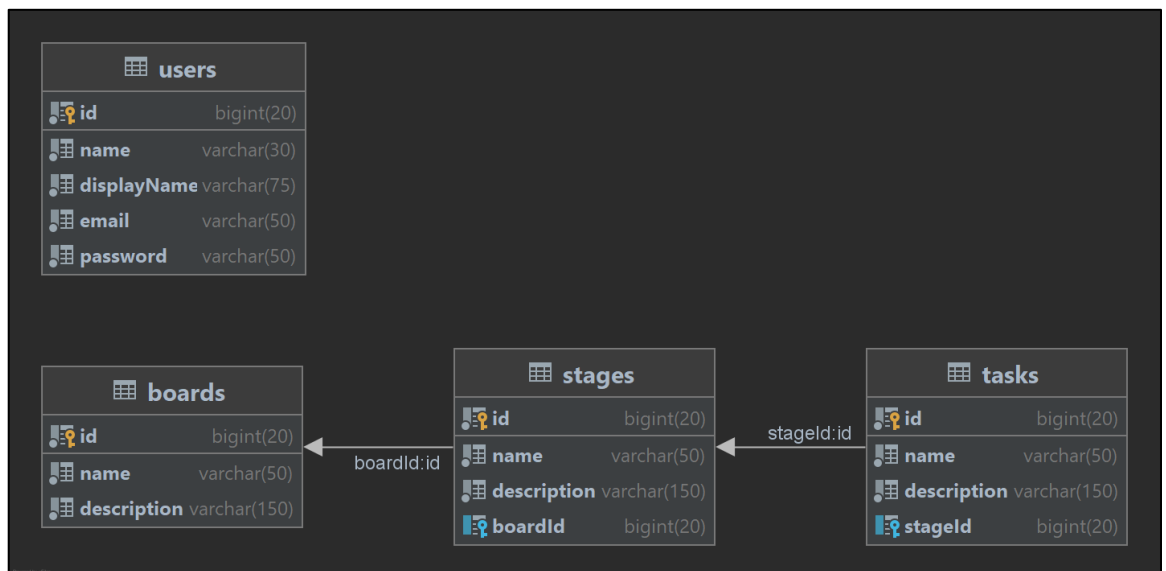 users
id bigint(20)
name varchar(30)
displayName varchar(75)
email varchar(50)
password varchar(50)
boards
id bigint(20)
name varchar(50)
description varchar(150)
boardId:id
stages
id bigint(20)
name varchar(50)
description varchar(150)
boardId bigint(20)
stageId:id
tasks
id bigint(20)
name varchar(50)
description varchar(150)
stageId bigint(20)